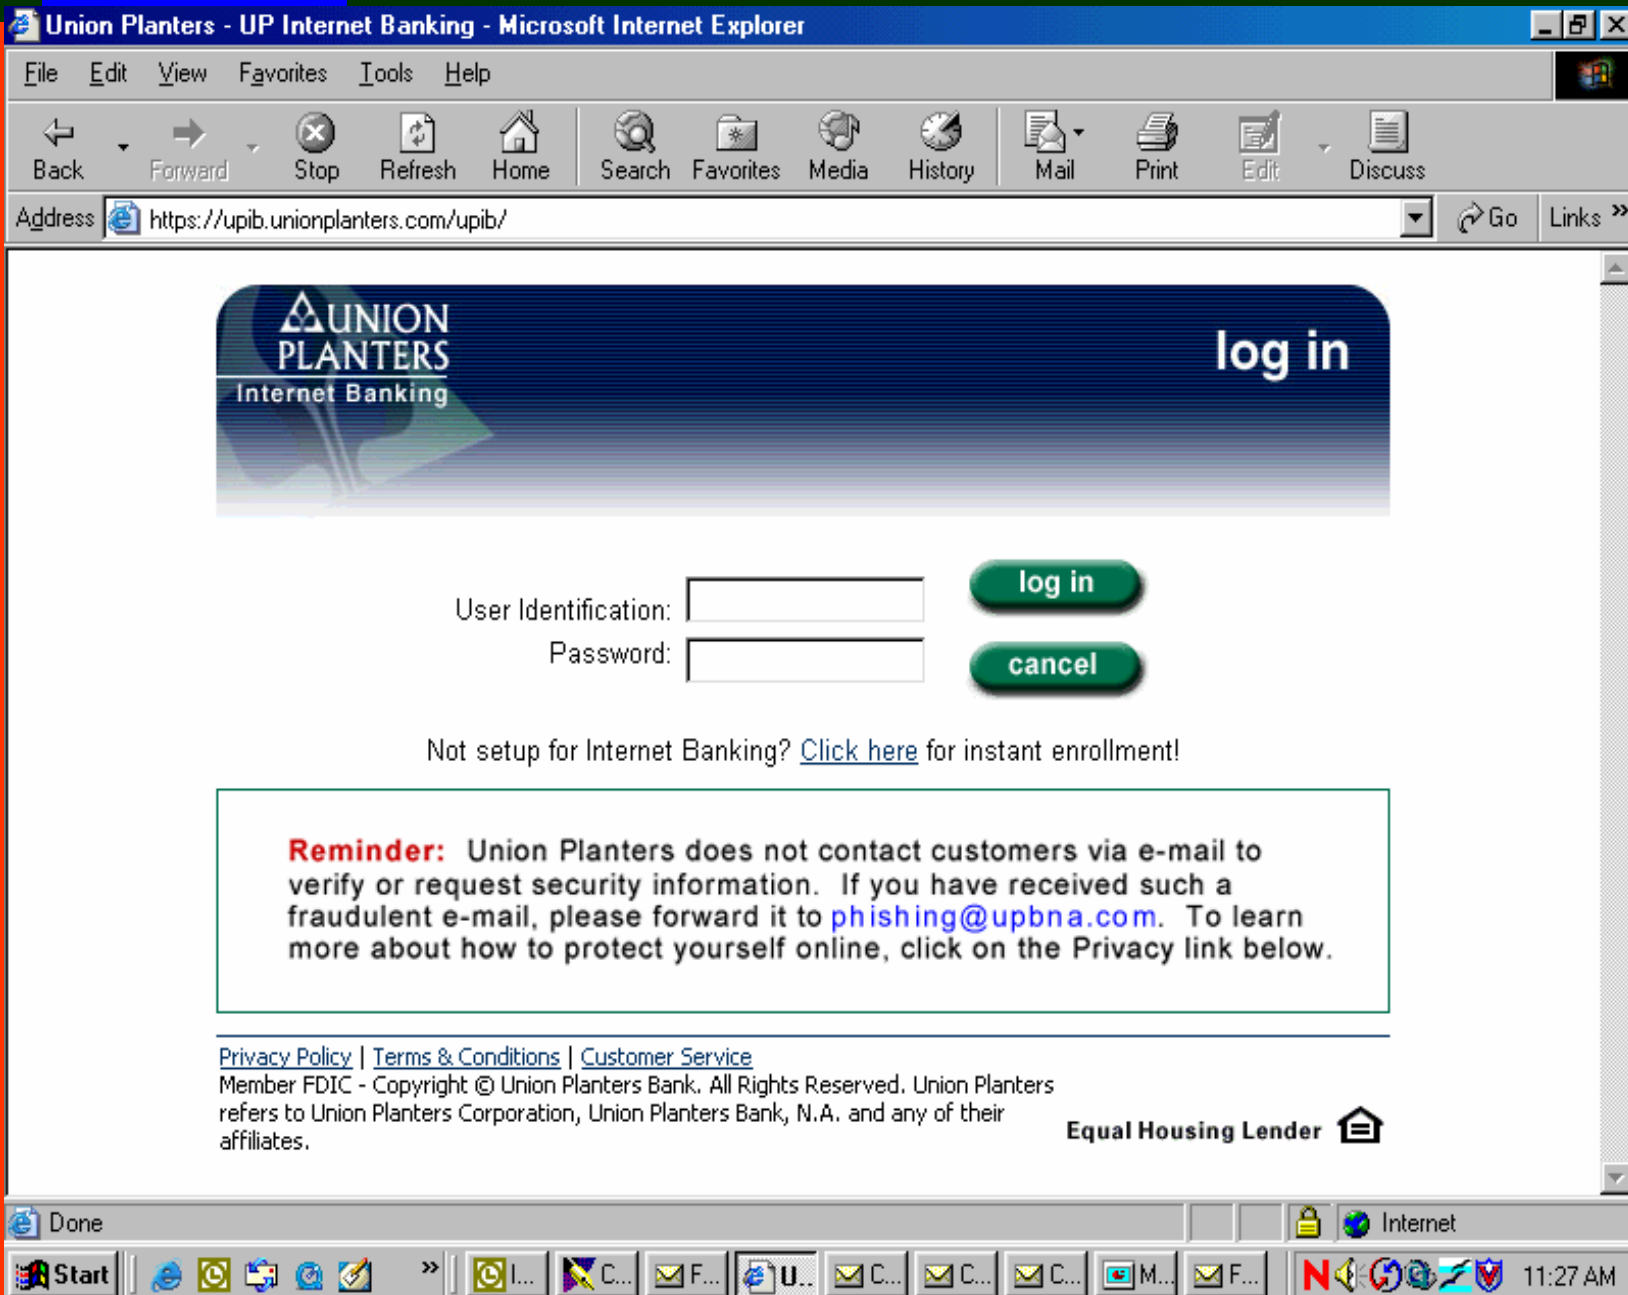 Union Planters - UP Internet Banking - Microsoft Internet Explorer
File Edit View Favorites Tools Help
Back Forward Stop Refresh Home Search Favorites Media History Mail Print Edit Discuss
Address https://upib.unionplanters.com/upib/ Go Links »
UNION
PLANTERS
Internet Banking
log in
User Identification:
log in
Password:
cancel
Not setup for Internet Banking? Click here for instant enrollment!
Reminder: Union Planters does not contact customers via e-mail to
verify or request security information. If you have received such a
fraudulent e-mail, please forward it to phishing@upbna.com. To learn
more about how to protect yourself online, click on the Privacy link below.
Privacy Policy | Terms & Conditions | Customer Service
Member FDIC - Copyright © Union Planters Bank. All Rights Reserved. Union Planters
refers to Union Planters Corporation, Union Planters Bank, N.A. and any of their
affiliates.
Equal Housing Lender
Done Internet
Start » I... C... F... U... C... C... C... M... F... N 11:27 AM